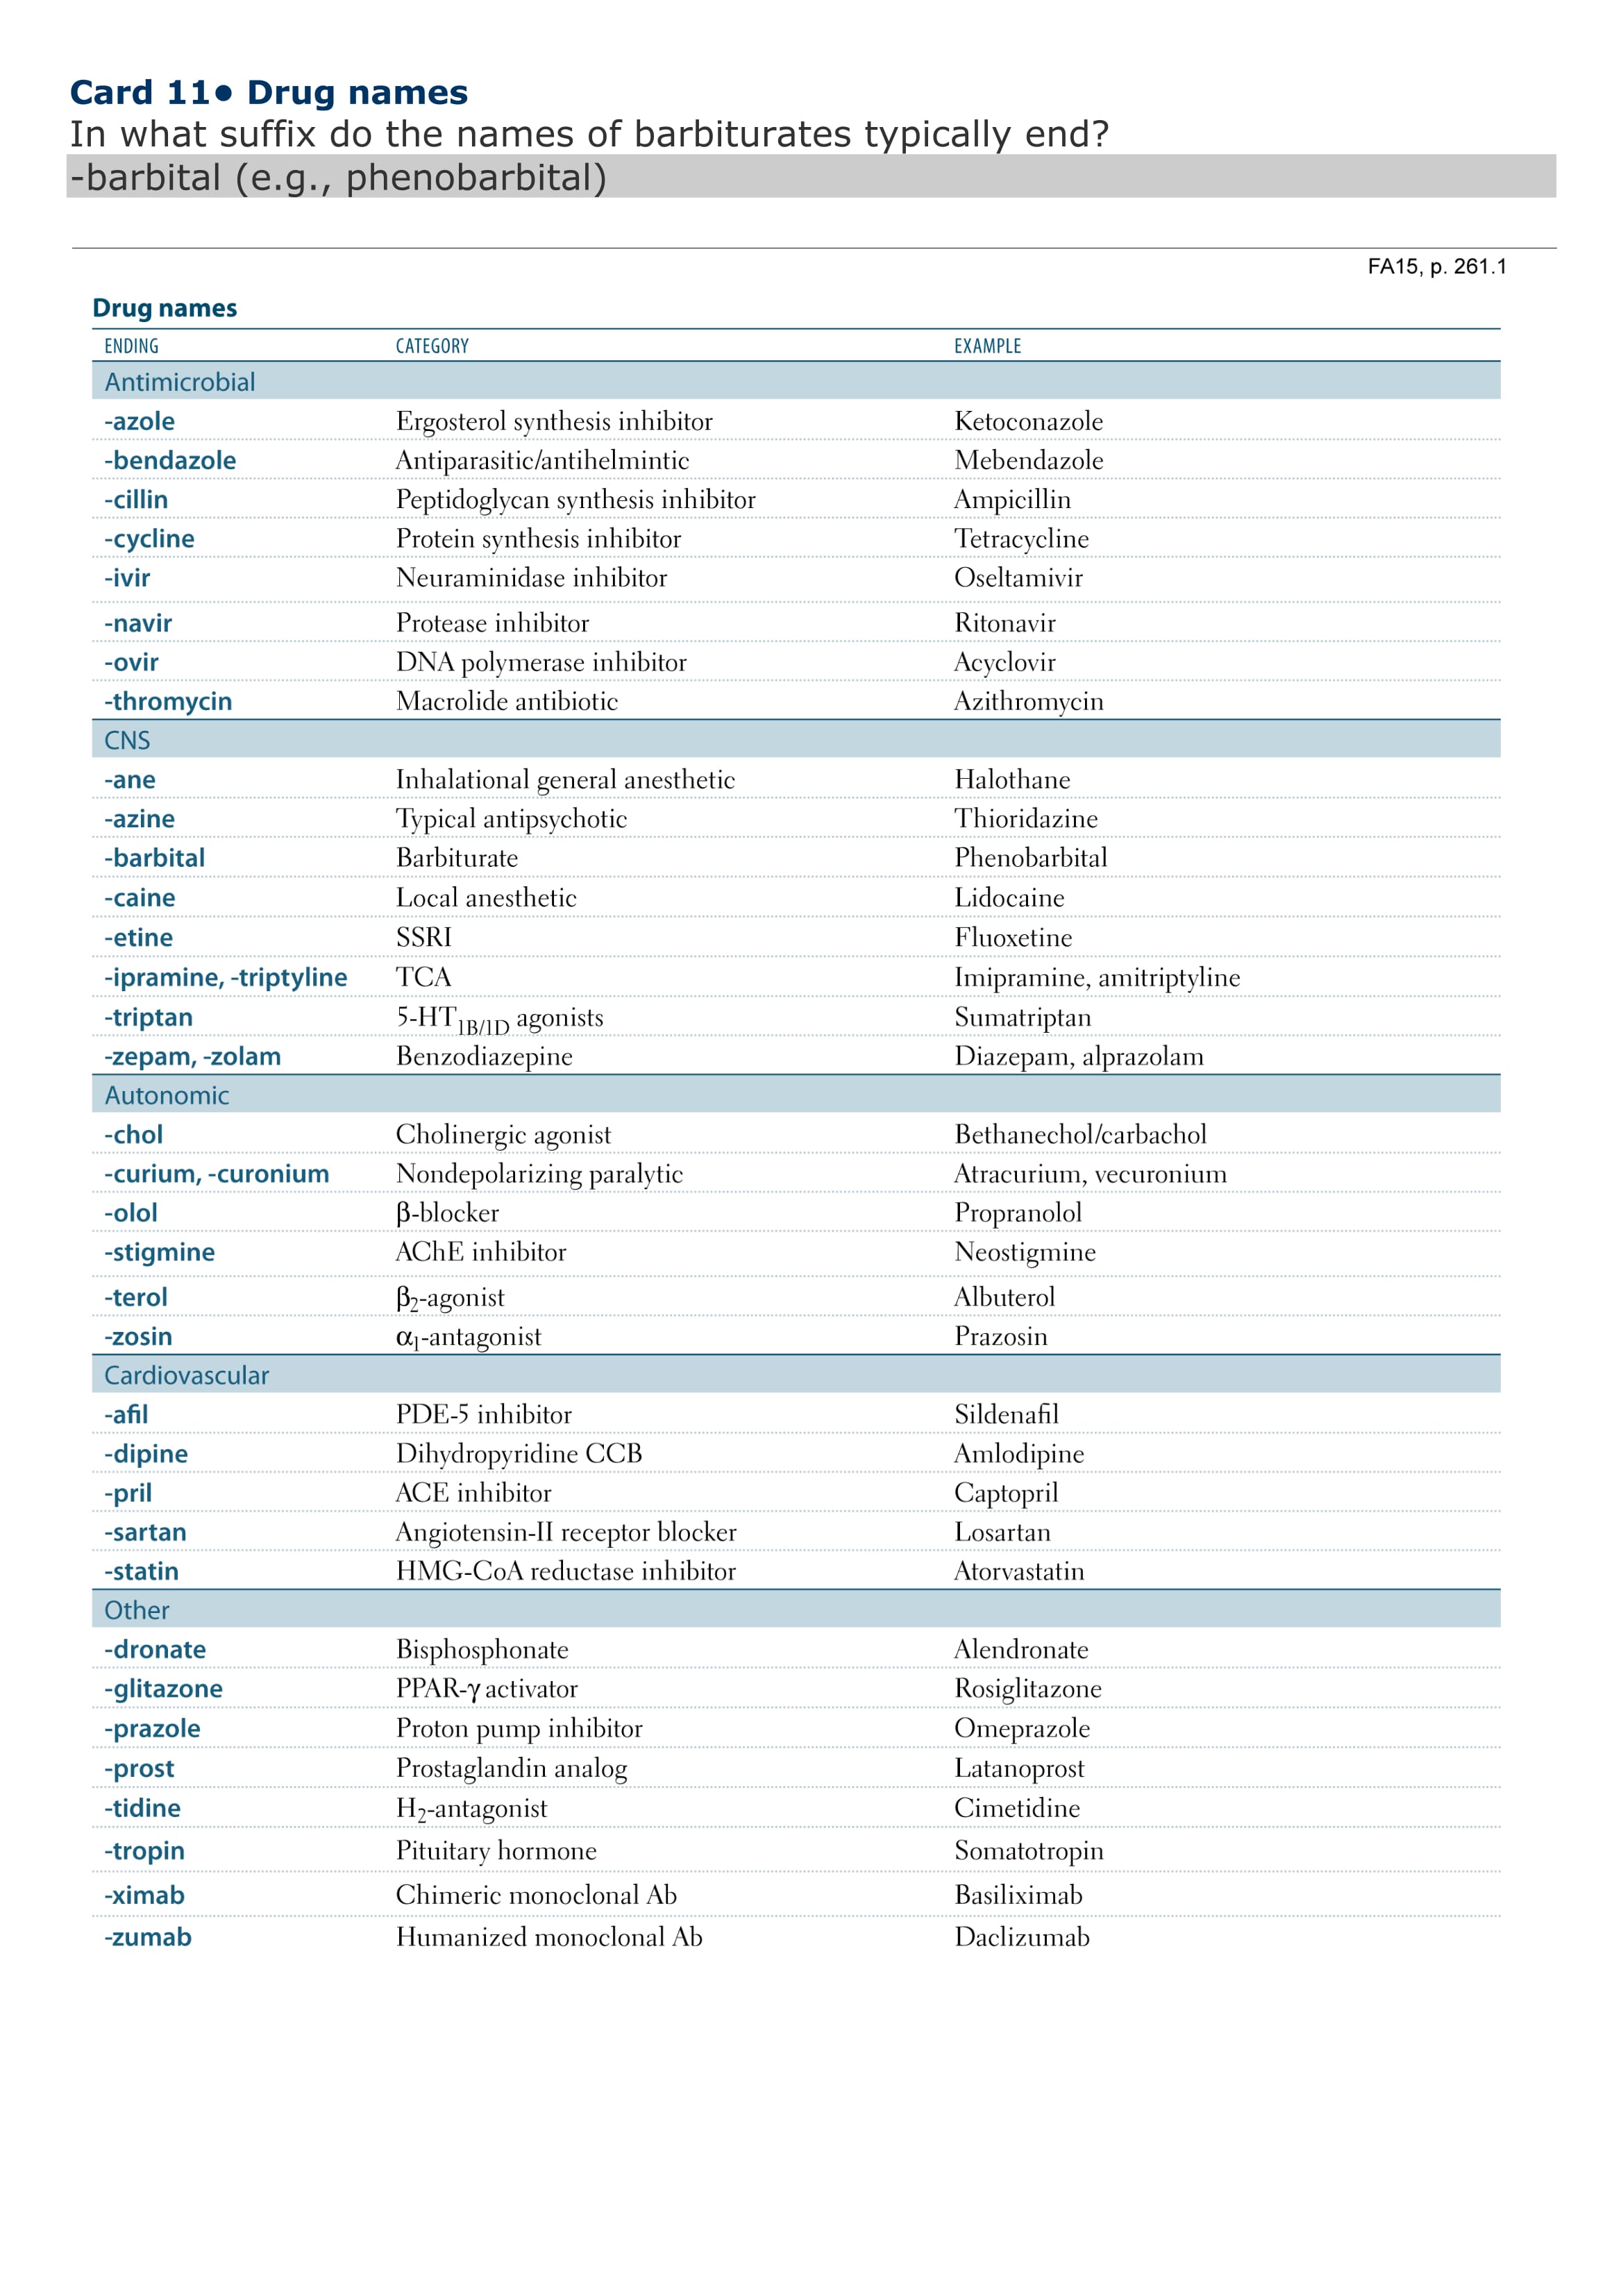 Card 11● Drug names
In what suffix do the names of barbiturates typically end?
-barbital (e.g., phenobarbital)
FA15, p. 261.1
Drug names
ENDING CATEGORY EXAMPLE
Antimicrobial
-azole Ergosterol synthesis inhibitor Ketoconazole
-bendazole Antiparasitic/antihelmintic Mebendazole
-cillin Peptidoglycan synthesis inhibitor Ampicillin
-cycline Protein synthesis inhibitor Tetracycline
-ivir Neuraminidase inhibitor Oseltamivir
-navir Protease inhibitor Ritonavir
-ovir DNA polymerase inhibitor Acyclovir
-thromycin Macrolide antibiotic Azithromycin
CNS
-ane Inhalational general anesthetic Halothane
-azine Typical antipsychotic Thioridazine
-barbital Barbiturate Phenobarbital
-caine Local anesthetic Lidocaine
-etine SSRI Fluoxetine
-ipramine, -triptyline TCA Imipramine, amitriptyline
-triptan 5-HT1B/1D agonists Sumatriptan
-zepam, -zolam Benzodiazepine Diazepam, alprazolam
Autonomic
-chol Cholinergic agonist Bethanechol/carbachol
-curium, -curonium Nondepolarizing paralytic Atracurium, vecuronium
-olol β-blocker Propranolol
-stigmine AChE inhibitor Neostigmine
-terol β2-agonist Albuterol
-zosin α1-antagonist Prazosin
Cardiovascular
-afil PDE-5 inhibitor Sildenafil
-dipine Dihydropyridine CCB Amlodipine
-pril ACE inhibitor Captopril
-sartan Angiotensin-II receptor blocker Losartan
-statin HMG-CoA reductase inhibitor Atorvastatin
Other
-dronate Bisphosphonate Alendronate
-glitazone PPAR-γ activator Rosiglitazone
-prazole Proton pump inhibitor Omeprazole
-prost Prostaglandin analog Latanoprost
-tidine H2-antagonist Cimetidine
-tropin Pituitary hormone Somatotropin
-ximab Chimeric monoclonal Ab Basiliximab
-zumab Humanized monoclonal Ab Daclizumab